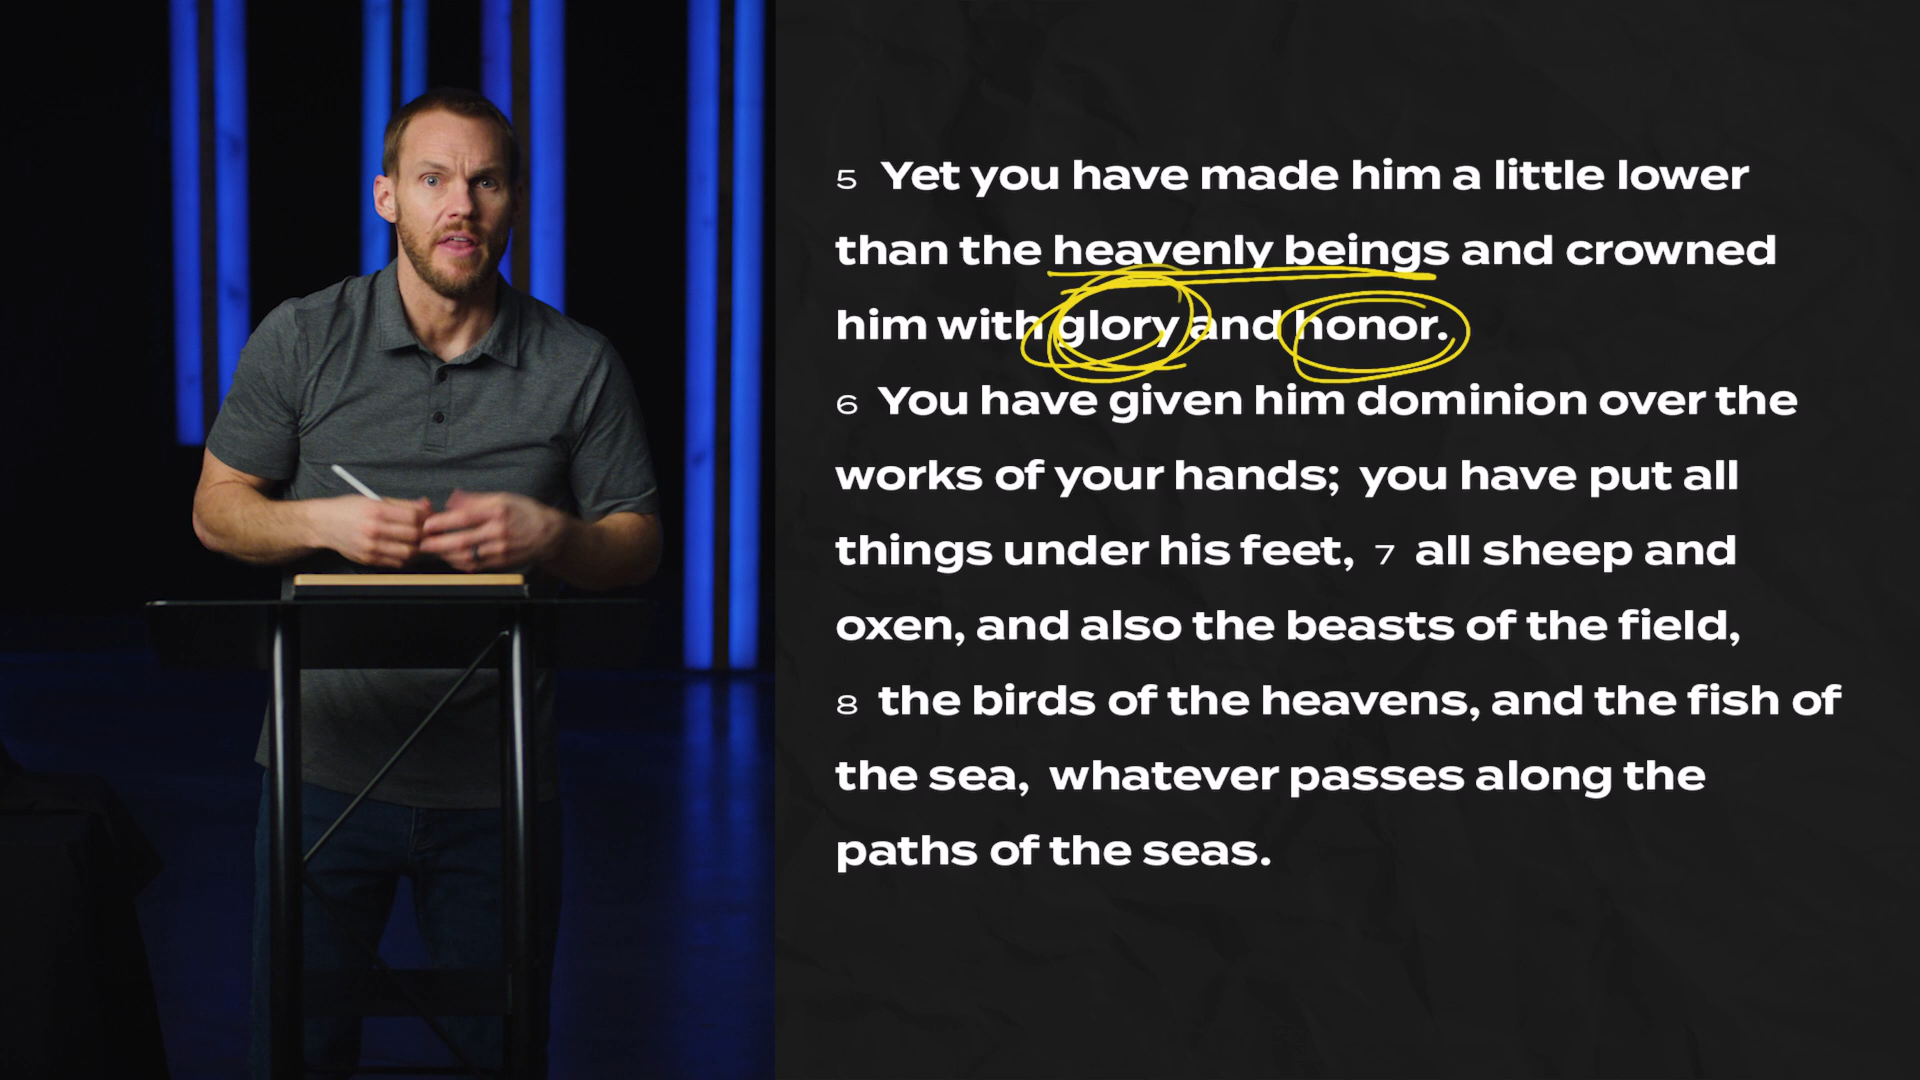 5 Yet you have made him a little lower
than the heavenly beings and crowned
him with glory and honor.
6 You have given him dominion over the
works of your hands; you have put all
things under his feet, 7 all sheep and
oxen, and also the beasts of the field,
8 the birds of the heavens, and the fish of
the sea, whatever passes along the
paths of the seas.